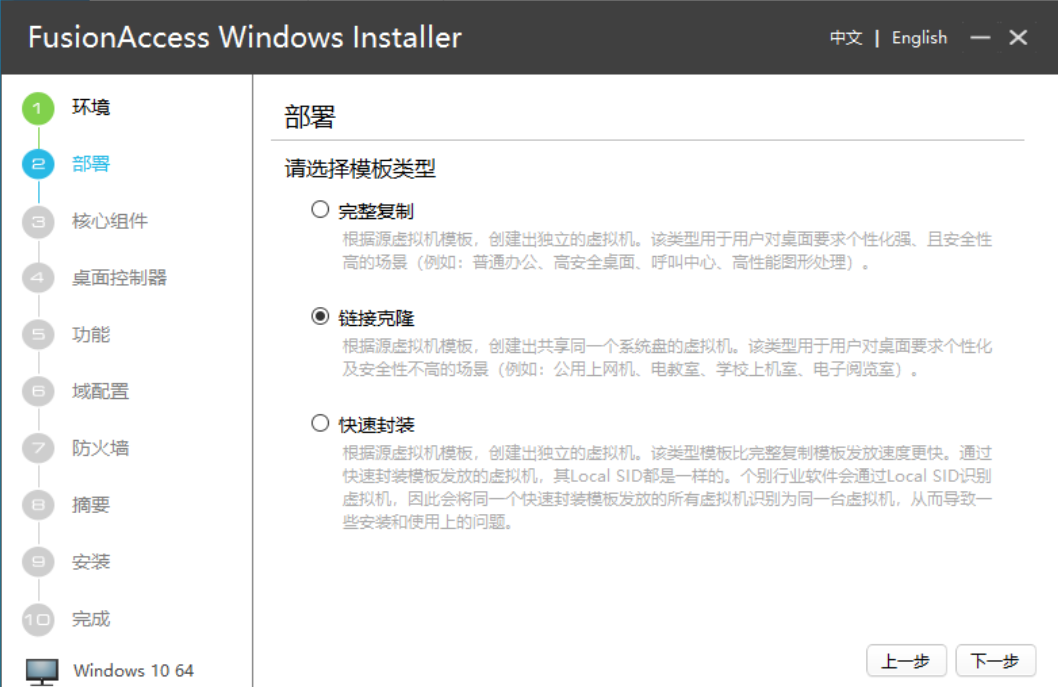 FusionAccess Windows Installer
中文 | English
1 环境
2 部署
3 核心组件
4 桌面控制器
5 功能
6 域配置
7 防火墙
8 摘要
9 安装
10 完成
Windows 10 64
部署
请选择模板类型
完整复制
根据源虚拟机模板，创建出独立的虚拟机。该类型用于用户对桌面要求个性化强、且安全性
高的场景（例如：普通办公、高安全桌面、呼叫中心、高性能图形处理）。
链接克隆
根据源虚拟机模板，创建出共享同一个系统盘的虚拟机。该类型用于用户对桌面要求个性化
及安全性不高的场景（例如：公用上网机、电教室、学校上机室、电子阅览室）。
快速封装
根据源虚拟机模板，创建出独立的虚拟机。该类型模板比完整复制模板发放速度更快。通过
快速封装模板发放的虚拟机，其Local SID都是一样的。个别行业软件会通过Local SID识别
虚拟机，因此会将同一个快速封装模板发放的所有虚拟机识别为同一台虚拟机，从而导致一
些安装和使用上的问题。
上一步
下一步